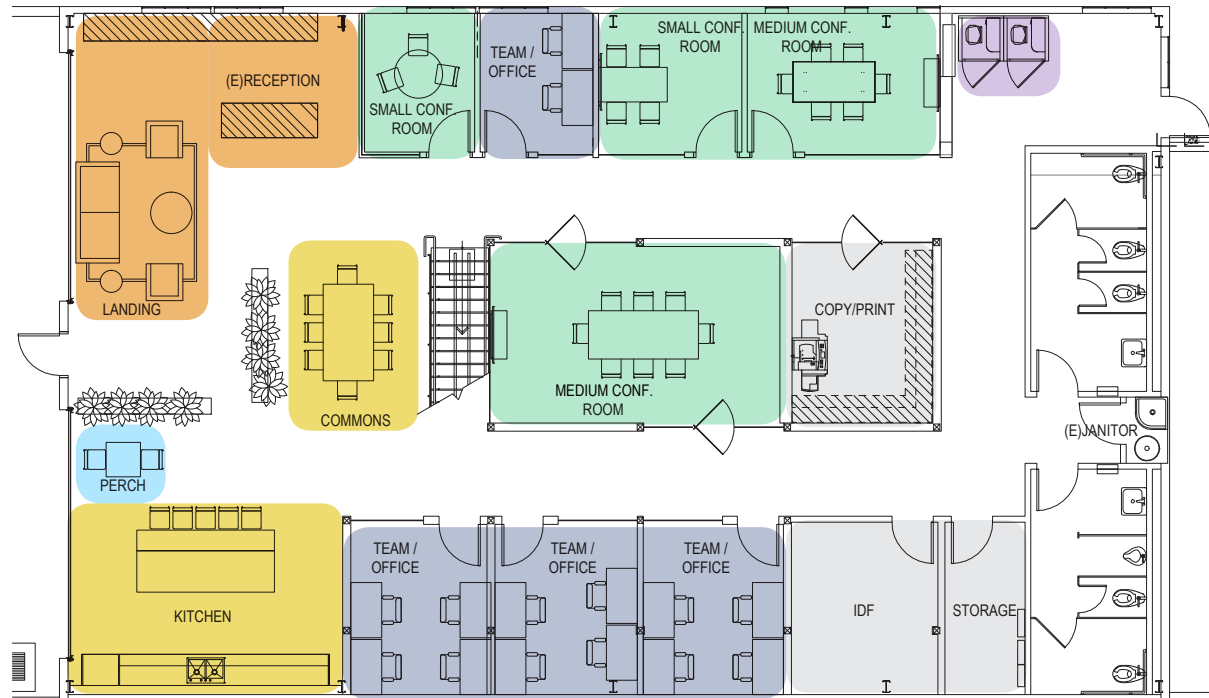 (E)RECEPTION
SMALL CONF.
ROOM
TEAM /
OFFICE
SMALL CONF.
ROOM
MEDIUM CONF.
ROOM
LANDING
COMMONS
MEDIUM CONF.
ROOM
COPY/PRINT
(E)JANITOR
PERCH
KITCHEN
TEAM /
OFFICE
TEAM /
OFFICE
TEAM /
OFFICE
IDF
STORAGE